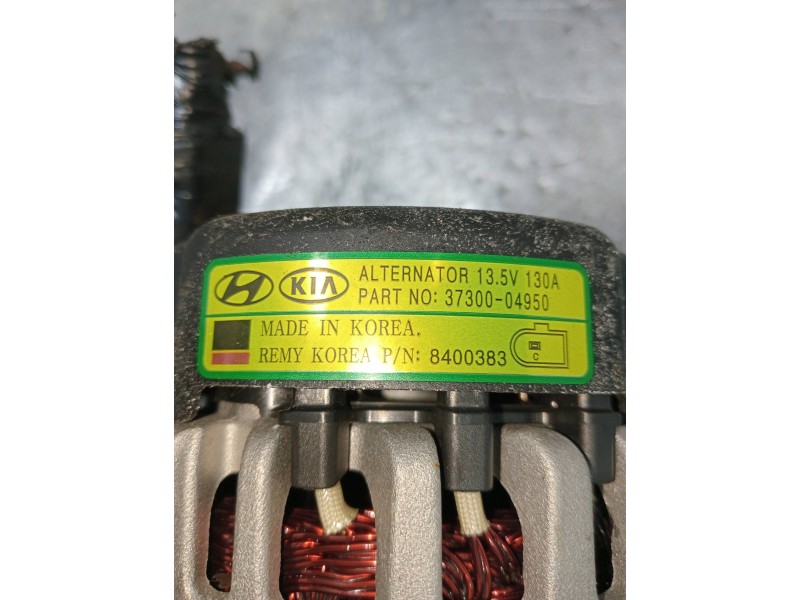 KIA
ALTERNATOR 13.5V 130A
PART NO: 37300-04950
MADE IN KOREA.
REMY KOREA P/N: 8400383
C